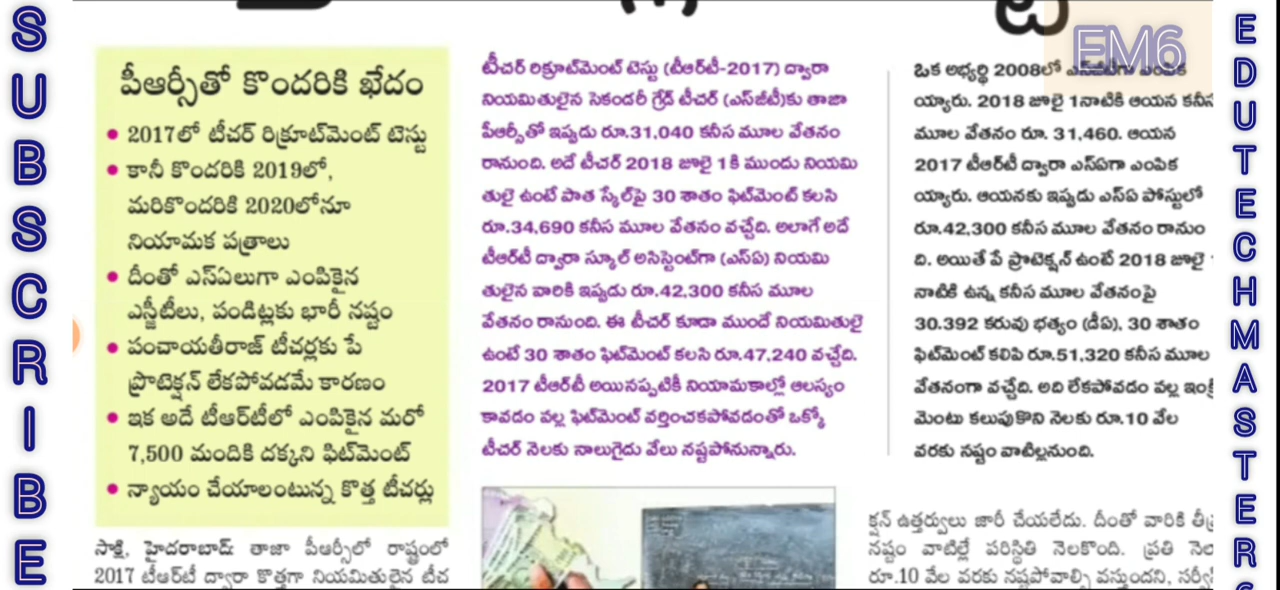 SUBSCRIBE
పీఆర్సీతో కొందరికి ఖేదం
• 2017లో టీచర్ రిక్రూట్‌మెంట్ టెస్టు
• కానీ కొందరికి 2019లో,
మరికొందరికి 2020లోనూ
నియామక పత్రాలు
• దీంతో ఎస్ఏలుగా ఎంపికైన
ఎస్జీటీలు, పండిట్లకు భారీ నష్టం
• పంచాయతీరాజ్ టీచర్లకు పే
ప్రొటెక్షన్ లేకపోవడమే కారణం
• ఇక అదే టీఆర్‌టీలో ఎంపికైన మరో
7,500 మందికి దక్కని ఫిట్‌మెంట్
• న్యాయం చేయాలంటున్న కొత్త టీచర్లు
సాక్షి, హైదరాబాద్: తాజా పీఆర్సీలో రాష్ట్రంలో
2017 టీఆర్‌టీ ద్వారా కొత్తగా నియమితులైన టీచ
టీచర్ రిక్రూట్‌మెంట్ టెస్టు (టీఆర్‌టీ-2017) ద్వారా
నియమితులైన సెకండరీ గ్రేడ్ టీచర్ (ఎస్‌జీటీ)కు తాజా
పీఆర్సీతో ఇప్పుడు రూ.31,040 కనీస మూల వేతనం
రానుంది. అదే టీచర్ 2018 జూలై 1కి ముందు నియమి
తులై ఉంటే పాత స్కేల్‌పై 30 శాతం ఫిట్‌మెంట్ కలసి
రూ.34,690 కనీస మూల వేతనం వచ్చేది. అలాగే అదే
టీఆర్‌టీ ద్వారా స్కూల్ అసిస్టెంట్‌గా (ఎస్ఏ) నియమి
తులైన వారికి ఇప్పుడు రూ.42,300 కనీస మూల
వేతనం రానుంది. ఈ టీచర్ కూడా ముందే నియమితులై
ఉంటే 30 శాతం ఫిట్‌మెంట్ కలసి రూ.47,240 వచ్చేది.
2017 టీఆర్‌టీ అయినప్పటికీ నియామకాల్లో ఆలస్యం
కావడం వల్ల ఫిట్‌మెంట్ వర్తించకపోవడంతో ఒక్కో
టీచర్ నెలకు నాలుగైదు వేలు నష్టపోనున్నారు.
EM6
ఓక అభ్యర్థి 2008లో ఎస్‌జీటీగా ఎంపిక
య్యారు. 2018 జూలై 1నాటికి ఆయన కనీస
మూల వేతనం రూ. 31,460. ఆయన
2017 టీఆర్‌టీ ద్వారా ఎస్ఏగా ఎంపిక
య్యారు. ఆయనకు ఇప్పుడు ఎస్ఏ పోస్టులో
రూ.42,300 కనీస మూల వేతనం రానుం
ది. అయితే పే ప్రొటెక్షన్ ఉంటే 2018 జూలై
నాటికి ఉన్న కనీస మూల వేతనంపై
30.392 కరువు భత్యం (డీఏ), 30 శాతం
ఫిట్‌మెంట్ కలిపి రూ.51,320 కనీస మూల
వేతనంగా వచ్చేది. అది లేకపోవడం వల్ల ఇంక్రి
మెంటు కలుపుకొని నెలకు రూ.10 వేల
వరకు నష్టం వాటిల్లనుంది.
క్షన్ ఉత్తర్వులు జారీ చేయలేదు. దీంతో వారికి తీవ్ర
నష్టం వాటిల్లే పరిస్థితి నెలకొంది. ప్రతి నెల
రూ.10 వేల వరకు నష్టపోవాల్సి వస్తుందని, సర్వీ
EDUTECHMASTER